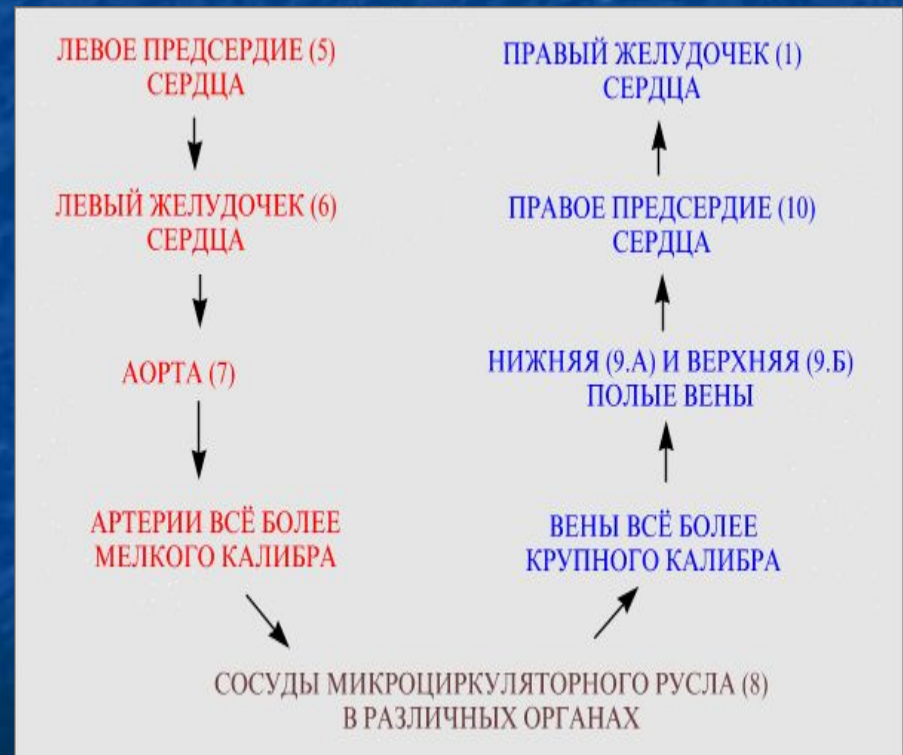 ЛЕВОЕ ПРЕДСЕРДИЕ (5)
СЕРДЦА
ЛЕВЫЙ ЖЕЛУДОЧЕК (6)
СЕРДЦА
АОРТА (7)
АРТЕРИИ ВСЁ БОЛЕЕ
МЕЛКОГО КАЛИБРА
СОСУДЫ МИКРОЦИРКУЛЯТОРНОГО РУСЛА (8)
В РАЗЛИЧНЫХ ОРГАНАХ
ВЕНЫ ВСЁ БОЛЕЕ
КРУПНОГО КАЛИБРА
НИЖНЯЯ (9.А) И ВЕРХНЯЯ (9.Б)
ПОЛЫЕ ВЕНЫ
ПРАВОЕ ПРЕДСЕРДИЕ (10)
СЕРДЦА
ПРАВЫЙ ЖЕЛУДОЧЕК (1)
СЕРДЦА